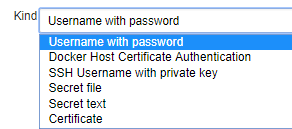 Kind Username with password
Username with password
Docker Host Certificate Authentication
SSH Username with private key
Secret file
Secret text
Certificate